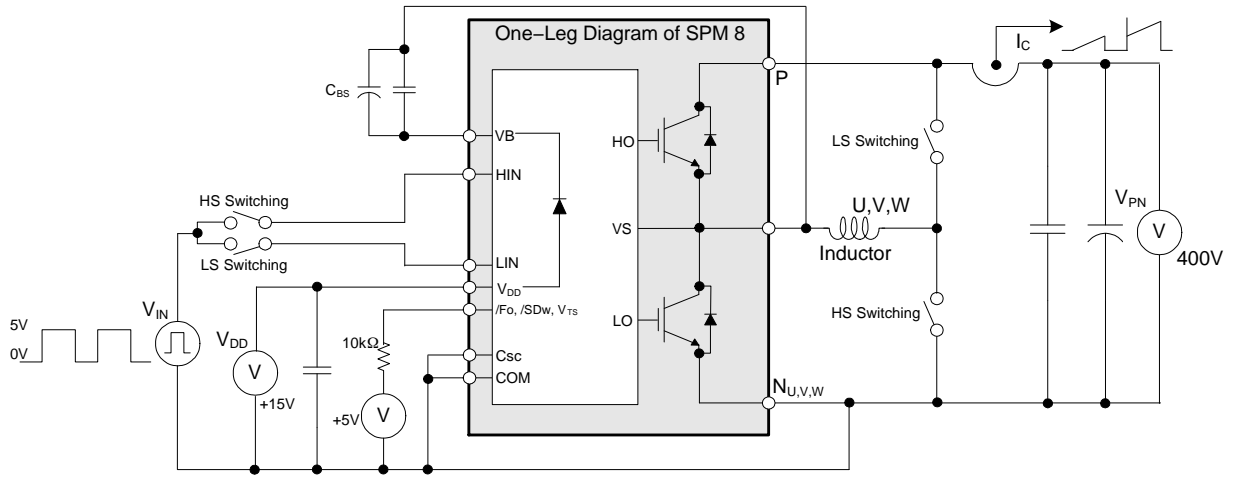 One−Leg Diagram of SPM 8
IC
P
CBS
VB
HO
LS Switching
HIN
HS Switching
U,V,W
VPN
VS
V
400V
Inductor
LS Switching
LIN
VDD
/Fo, /SDw, VTS
VIN
5V
0V
VDD
10kΩ
LO
HS Switching
Csc
COM
V
+15V
+5V
V
NU,V,W